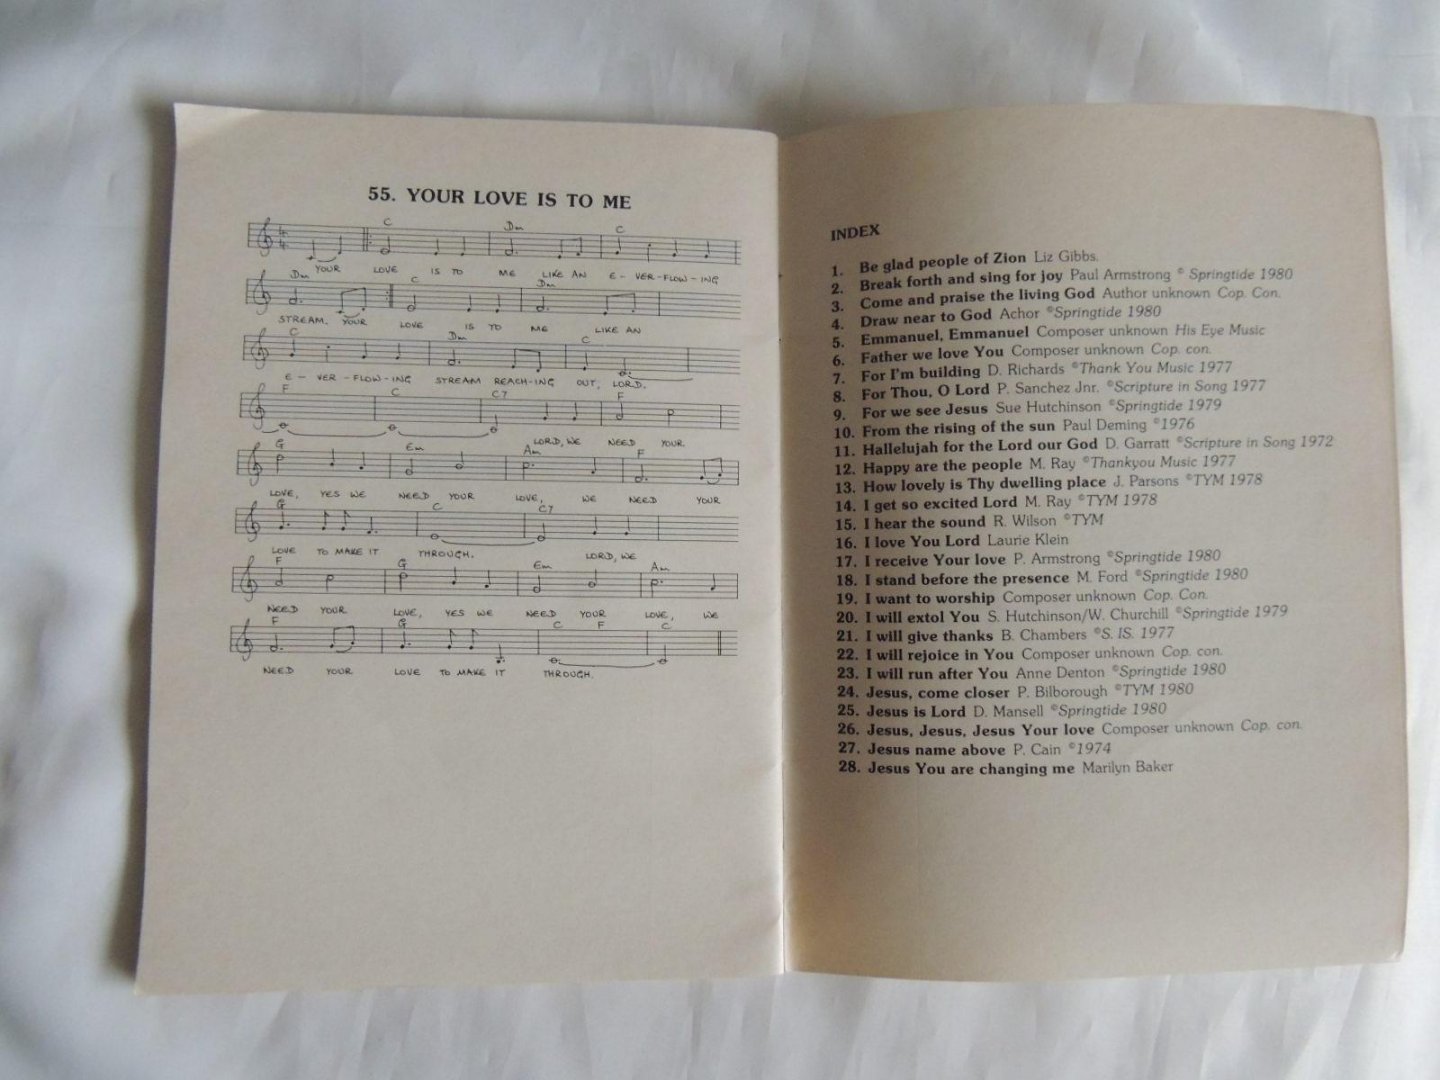 55. YOUR LOVE IS TO ME
C Dm C
YOUR LOVE IS TO ME LIKE AN E - VER-FLOW-ING
Dm C Dm
STREAM. YOUR LOVE IS TO ME LIKE AN
C Dm C
E - VER-FLOW-ING STREAM REACH-ING OUT, LORD.
F C C7 F
LORD, WE NEED YOUR
G Em Am F
LOVE, YES WE NEED YOUR LOVE, WE NEED YOUR
G C C7
LOVE TO MAKE IT THROUGH. LORD, WE
F G Em Am
NEED YOUR LOVE, YES WE NEED YOUR LOVE, WE
F G C F C
NEED YOUR LOVE TO MAKE IT THROUGH.
INDEX
1. Be glad people of Zion Liz Gibbs.
2. Break forth and sing for joy Paul Armstrong © Springtide 1980
3. Come and praise the living God Author unknown Cop. Con.
4. Draw near to God Achor ©Springtide 1980
5. Emmanuel, Emmanuel Composer unknown His Eye Music
6. Father we love You Composer unknown Cop. con.
7. For I'm building D. Richards ©Thank You Music 1977
8. For Thou, O Lord P. Sanchez Jnr. ©Scripture in Song 1977
9. For we see Jesus Sue Hutchinson ©Springtide 1979
10. From the rising of the sun Paul Deming ©1976
11. Hallelujah for the Lord our God D. Garratt ©Scripture in Song 1972
12. Happy are the people M. Ray ©Thankyou Music 1977
13. How lovely is Thy dwelling place J. Parsons ©TYM 1978
14. I get so excited Lord M. Ray ©TYM 1978
15. I hear the sound R. Wilson ©TYM
16. I love You Lord Laurie Klein
17. I receive Your love P. Armstrong ©Springtide 1980
18. I stand before the presence M. Ford ©Springtide 1980
19. I want to worship Composer unknown Cop. Con.
20. I will extol You S. Hutchinson/W. Churchill ©Springtide 1979
21. I will give thanks B. Chambers ©S. IS. 1977
22. I will rejoice in You Composer unknown Cop. con.
23. I will run after You Anne Denton ©Springtide 1980
24. Jesus, come closer P. Bilborough ©TYM 1980
25. Jesus is Lord D. Mansell ©Springtide 1980
26. Jesus, Jesus, Jesus Your love Composer unknown Cop. con.
27. Jesus name above P. Cain ©1974
28. Jesus You are changing me Marilyn Baker